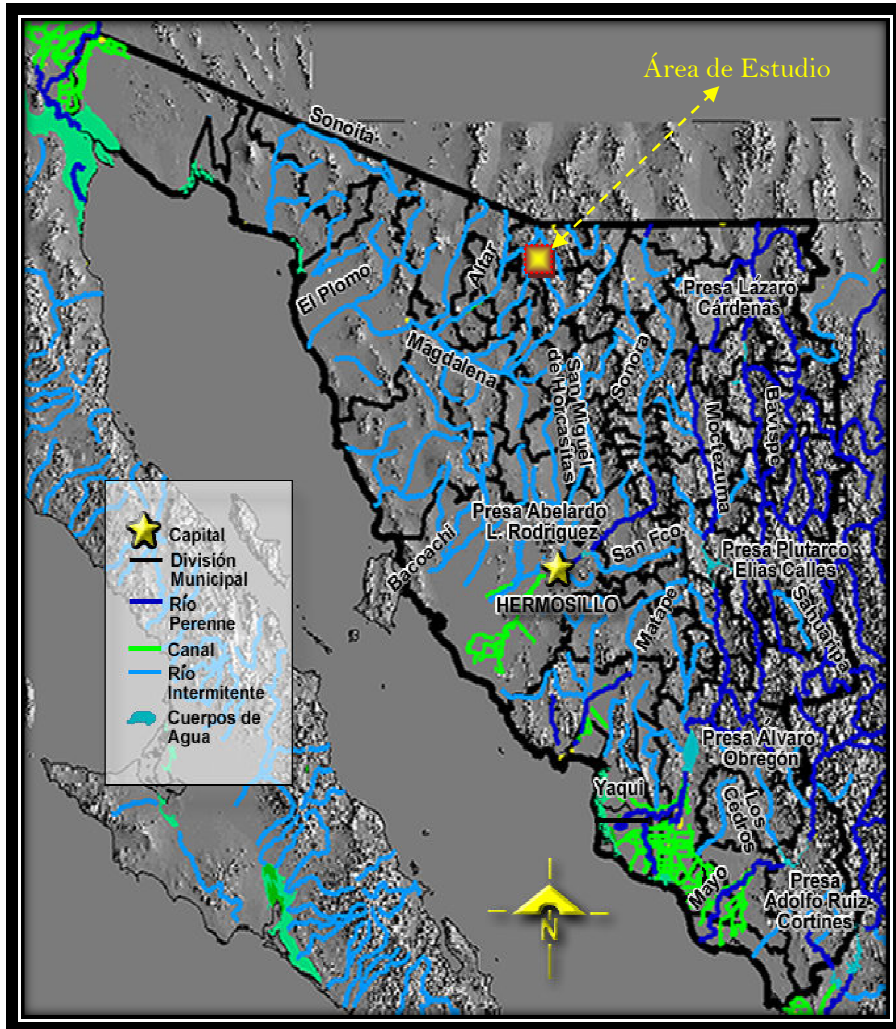 Área de Estudio
Sonoita
El Plomo
Altar
Presa Lázaro
Cárdenas
Magdalena
San Miguel
de Horcasitas
Sonora
Moctezuma
Bavispe
Presa Abelardo
L. Rodriguez
San Fco.
Bacoachi
HERMOSILLO
Presa Plutarco
Elias Calles
Matape
Sahuaripa
Capital
División
Municipal
Río
Perenne
Canal
Río
Intermitente
Cuerpos de
Agua
Presa Álvaro
Obregón
Yaqui
Los
Cedros
Mayo
Presa
Adolfo Ruiz
Cortines
N